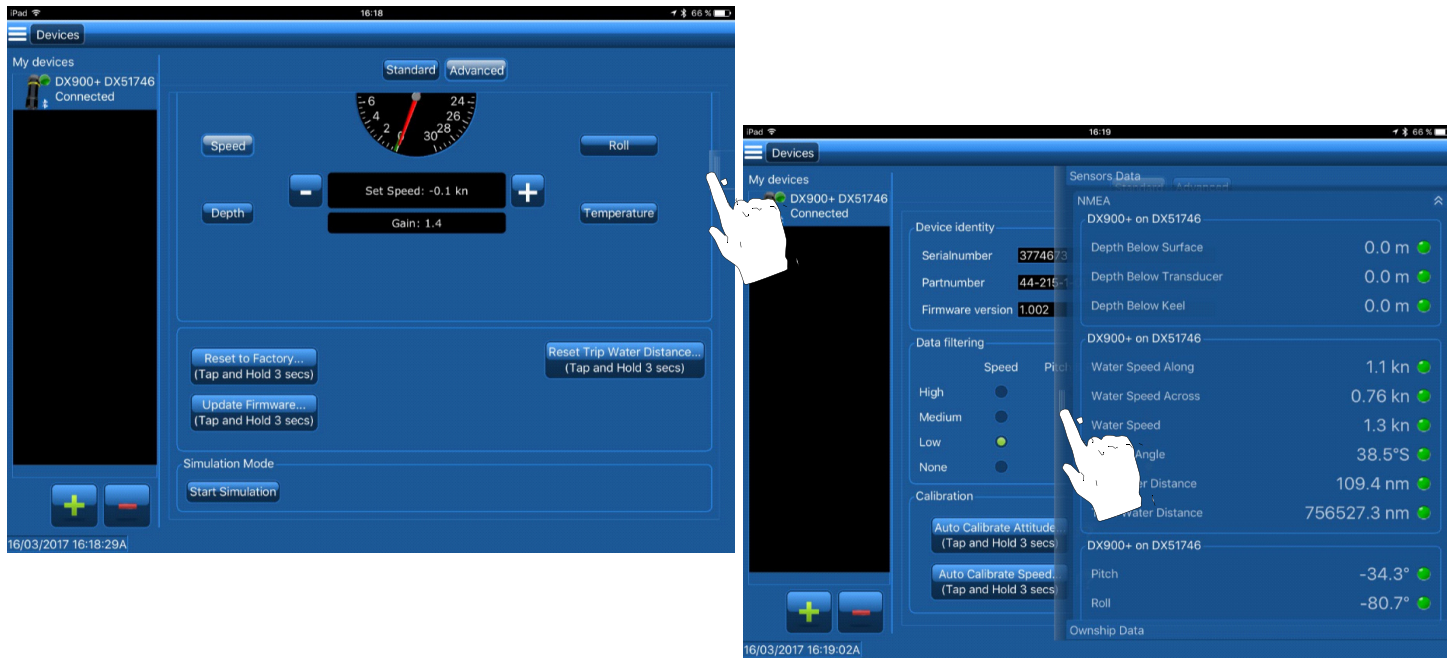 iPad 16:18 66 %
Devices
My devices
DX900+ DX51746
Connected
Standard Advanced
6 24
4 26
2 0 30 28
Speed
Roll
- Set Speed: -0.1 kn +
Depth
Gain: 1.4
Temperature
Reset to Factory...
(Tap and Hold 3 secs)
Reset Trip Water Distance...
(Tap and Hold 3 secs)
Update Firmware...
(Tap and Hold 3 secs)
Simulation Mode
Start Simulation
16/03/2017 16:18:29A
iPad 16:19 66 %
Devices
My devices
DX900+ DX51746
Connected
Device identity
Serialnumber 3774673
Partnumber 44-215-1
Firmware version 1.002
Data filtering
Speed
High
Medium
Low
None
Calibration
Auto Calibrate Attitude...
(Tap and Hold 3 secs)
Auto Calibrate Speed...
(Tap and Hold 3 secs)
Sensors Data
Standard Advanced
NMEA
DX900+ on DX51746
Depth Below Surface 0.0 m
Depth Below Transducer 0.0 m
Depth Below Keel 0.0 m
DX900+ on DX51746
Water Speed Along 1.1 kn
Water Speed Across 0.76 kn
Water Speed 1.3 kn
Angle 38.5°S
Distance 109.4 nm
Water Distance 756527.3 nm
DX900+ on DX51746
Pitch -34.3°
Roll -80.7°
Ownship Data
16/03/2017 16:19:02A